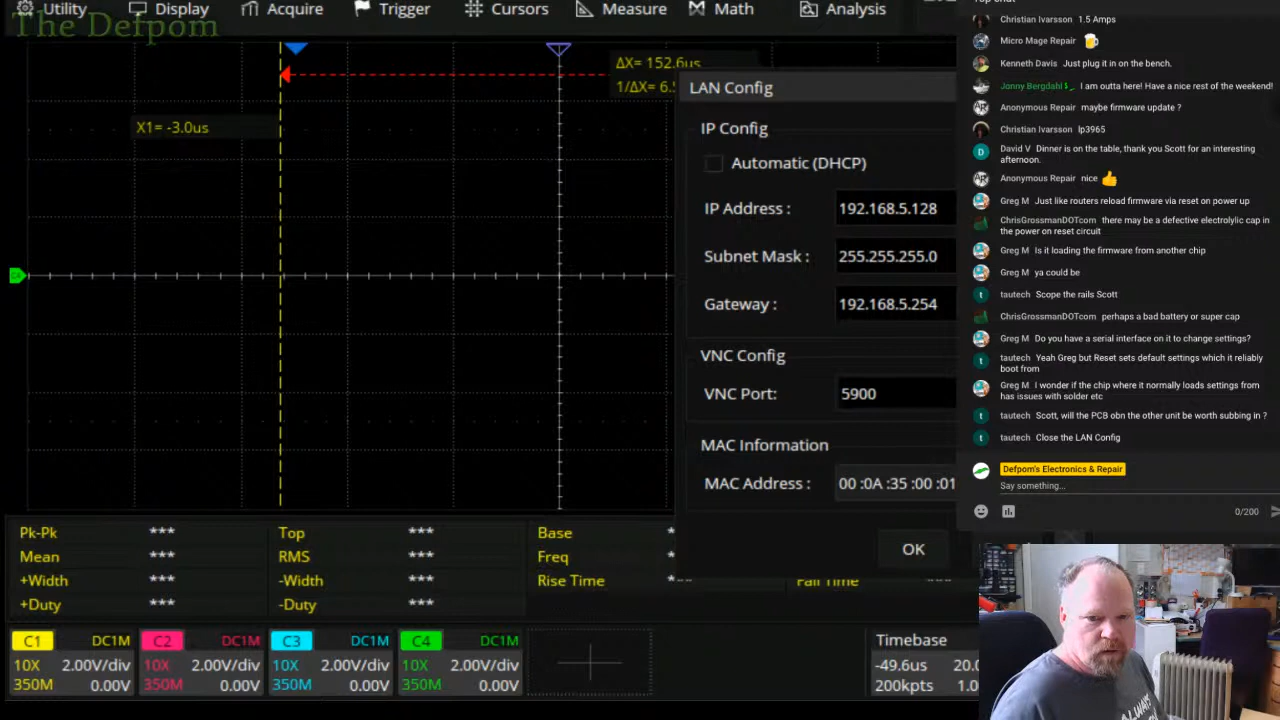 Utility Display Acquire Trigger Cursors Measure Math Analysis
The Defpom
ΔX= 152.6us
1/ΔX= 6.
X1= -3.0us
LAN Config
IP Config
Automatic (DHCP)
IP Address : 192.168.5.128
Subnet Mask : 255.255.255.0
Gateway : 192.168.5.254
VNC Config
VNC Port: 5900
MAC Information
MAC Address : 00 :0A :35 :00 :01
OK
Pk-Pk *** Top Base
Mean *** RMS *** Freq
+Width *** -Width *** Rise Time *** Fall Time ***
+Duty *** -Duty ***
C1 DC1M
10X 2.00V/div
350M 0.00V
C2 DC1M
10X 2.00V/div
350M 0.00V
C3 DC1M
10X 2.00V/div
350M 0.00V
C4 DC1M
10X 2.00V/div
350M 0.00V
Timebase
-49.6us 20.0
200kpts 1.0
Christian Ivarsson 1.5 Amps
Micro Mage Repair 🍺
Kenneth Davis Just plug it in on the bench.
Jonny Bergdahl I am outta here! Have a nice rest of the weekend!
Anonymous Repair maybe firmware update ?
Christian Ivarsson lp3965
David V Dinner is on the table, thank you Scott for an interesting
afternoon.
Anonymous Repair nice 👍
Greg M Just like routers reload firmware via reset on power up
ChrisGrossmanDOTcom there may be a defective electrolylic cap in
the power on reset circuit
Greg M Is it loading the firmware from another chip
Greg M ya could be
tautech Scope the rails Scott
ChrisGrossmanDOTcom perhaps a bad battery or super cap
Greg M Do you have a serial interface on it to change settings?
tautech Yeah Greg but Reset sets default settings which it reliably
boot from
Greg M I wonder if the chip where it normally loads settings from
has issues with solder etc
tautech Scott, will the PCB obn the other unit be worth subbing in ?
tautech Close the LAN Config
Defpom's Electronics & Repair
Say something...
0/200